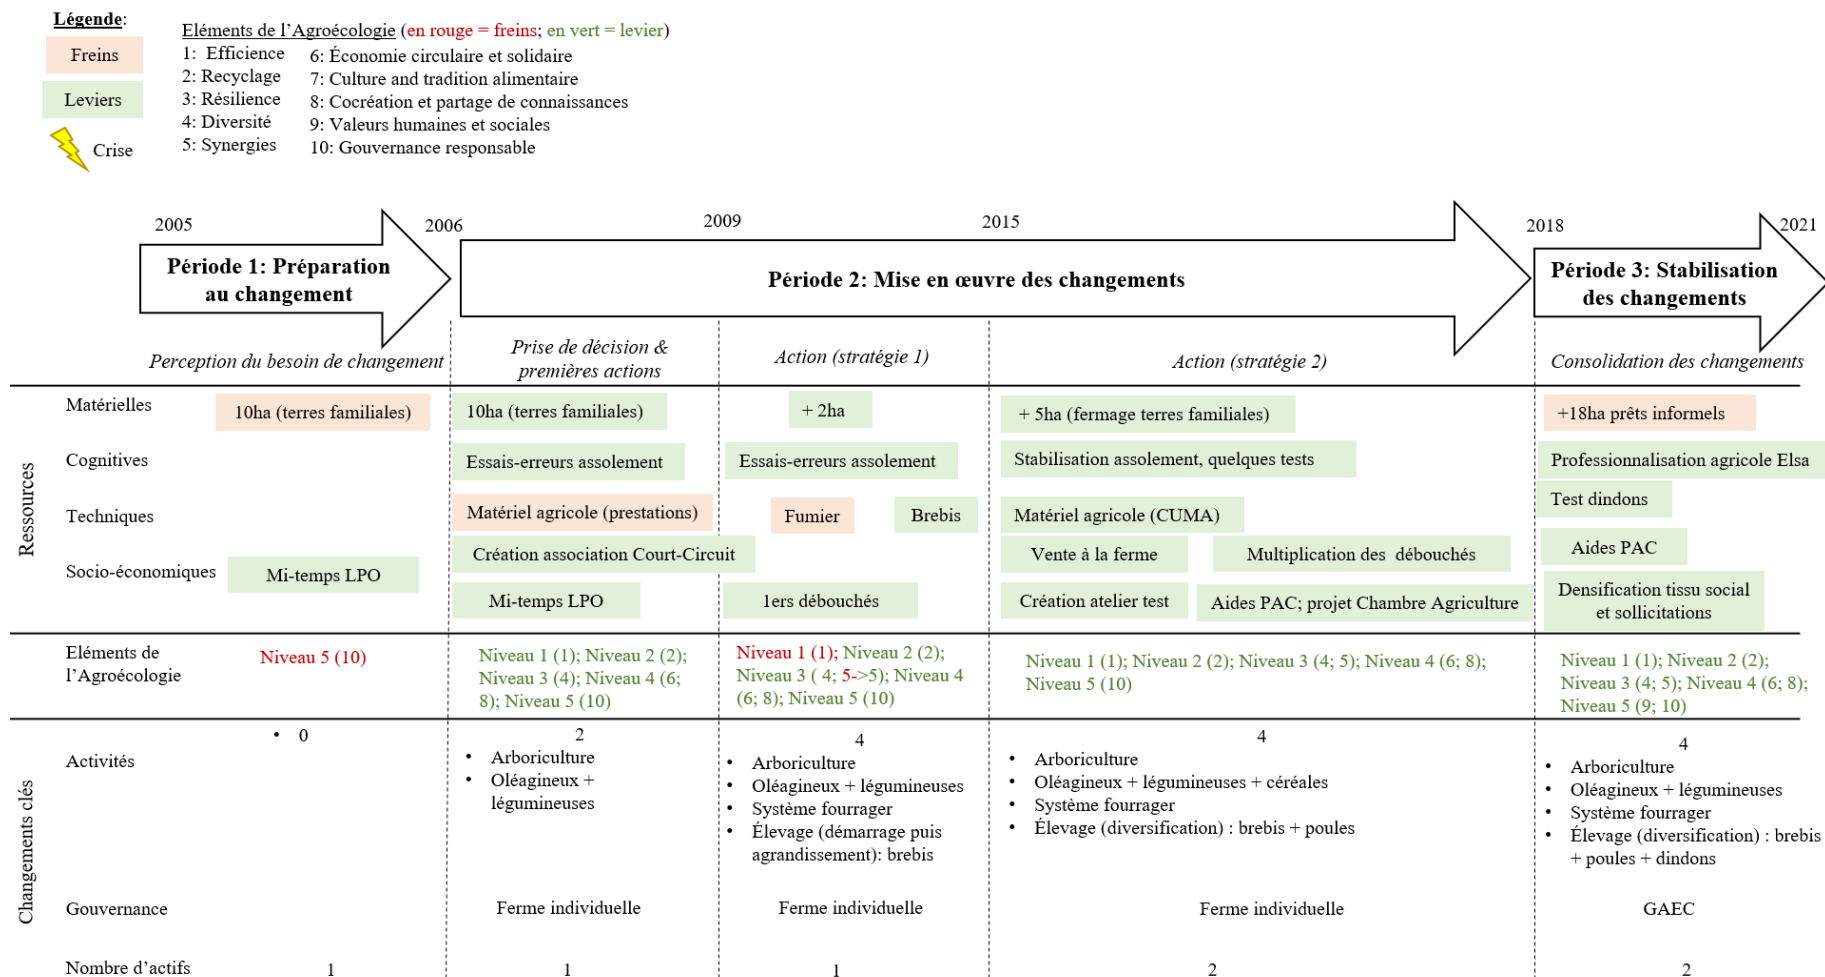 Légende:
Freins
Leviers
Crise
Eléments de l'Agroécologie (en rouge = freins; en vert = levier)
1: Efficience
2: Recyclage
3: Résilience
4: Diversité
5: Synergies
6: Économie circulaire et solidaire
7: Culture and tradition alimentaire
8: Cocréation et partage de connaissances
9: Valeurs humaines et sociales
10: Gouvernance responsable
2005
2006
2009
2015
2018
2021
Période 1: Préparation
au changement
Période 2: Mise en œuvre des changements
Période 3: Stabilisation
des changements
Perception du besoin de changement
Prise de décision &
premières actions
Action (stratégie 1)
Action (stratégie 2)
Consolidation des changements
Ressources
Matérielles
10ha (terres familiales)
10ha (terres familiales)
+ 2ha
+ 5ha (fermage terres familiales)
+18ha prêts informels
Cognitives
Essais-erreurs assolement
Essais-erreurs assolement
Stabilisation assolement, quelques tests
Professionnalisation agricole Elsa
Techniques
Matériel agricole (prestations)
Fumier
Brebis
Matériel agricole (CUMA)
Test dindons
Socio-économiques
Mi-temps LPO
Création association Court-Circuit
Mi-temps LPO
1ers débouchés
Vente à la ferme
Multiplication des débouchés
Création atelier test
Aides PAC; projet Chambre Agriculture
Aides PAC
Densification tissu social
et sollicitations
Eléments de
l'Agroécologie
Niveau 5 (10)
Niveau 1 (1); Niveau 2 (2);
Niveau 3 (4); Niveau 4 (6;
8); Niveau 5 (10)
Niveau 1 (1); Niveau 2 (2);
Niveau 3 ( 4; 5->5); Niveau 4
(6; 8); Niveau 5 (10)
Niveau 1 (1); Niveau 2 (2); Niveau 3 (4; 5); Niveau 4 (6; 8);
Niveau 5 (10)
Niveau 1 (1); Niveau 2 (2);
Niveau 3 (4; 5); Niveau 4 (6; 8);
Niveau 5 (9; 10)
Changements clés
Activités
• 0
2
• Arboriculture
• Oléagineux +
légumineuses
4
• Arboriculture
• Oléagineux + légumineuses
• Système fourrager
• Élevage (démarrage puis
agrandissement): brebis
4
• Arboriculture
• Oléagineux + légumineuses + céréales
• Système fourrager
• Élevage (diversification) : brebis + poules
4
• Arboriculture
• Oléagineux + légumineuses
• Système fourrager
• Élevage (diversification) : brebis
+ poules + dindons
Gouvernance
Ferme individuelle
Ferme individuelle
Ferme individuelle
GAEC
Nombre d'actifs
1
1
1
2
2